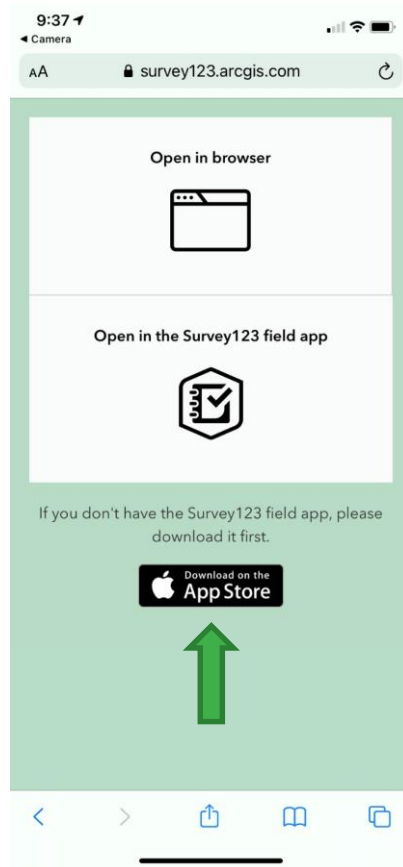 9:37
Camera
AA survey123.arcgis.com
Open in browser
Open in the Survey123 field app
If you don't have the Survey123 field app, please
download it first.
Download on the
App Store